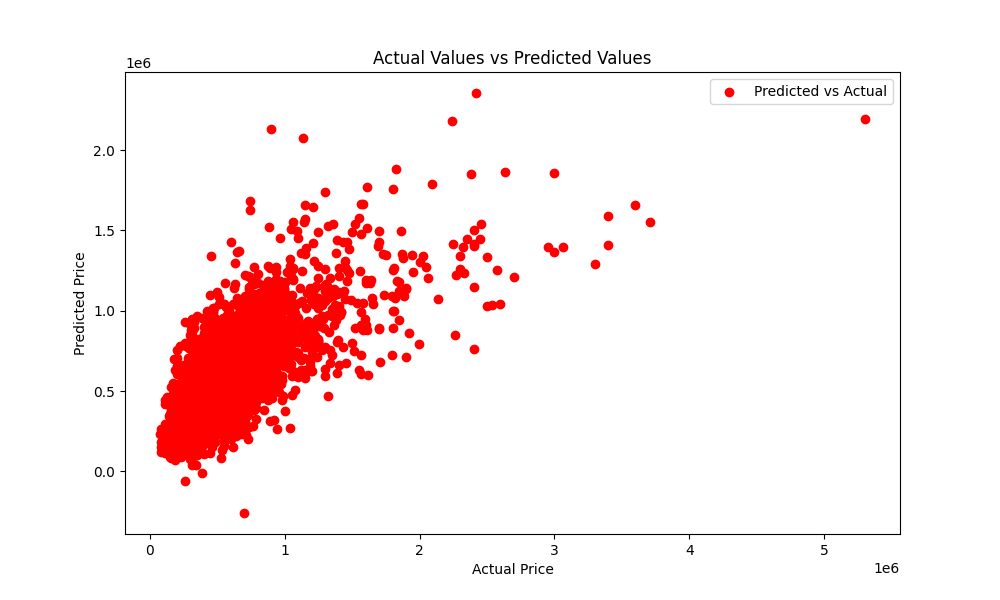 Actual Values vs Predicted Values
1e6
Predicted vs Actual
2.0
1.5
1.0
0.5
0.0
Predicted Price
0 1 2 3 4 5
1e6
Actual Price